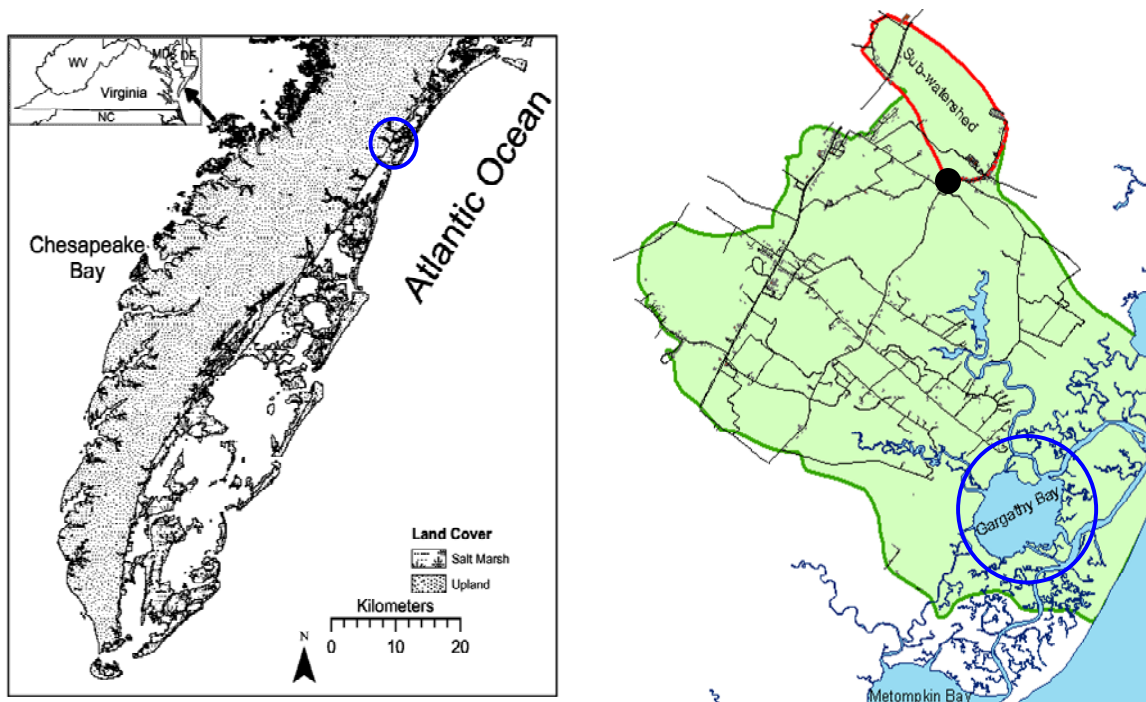 WV
MD
DE
Virginia
NC
Chesapeake
Bay
Atlantic Ocean
Land Cover
Salt Marsh
Upland
Kilometers
0 10 20
N
Sub-watershed
Gargathy Bay
Metompkin Bay